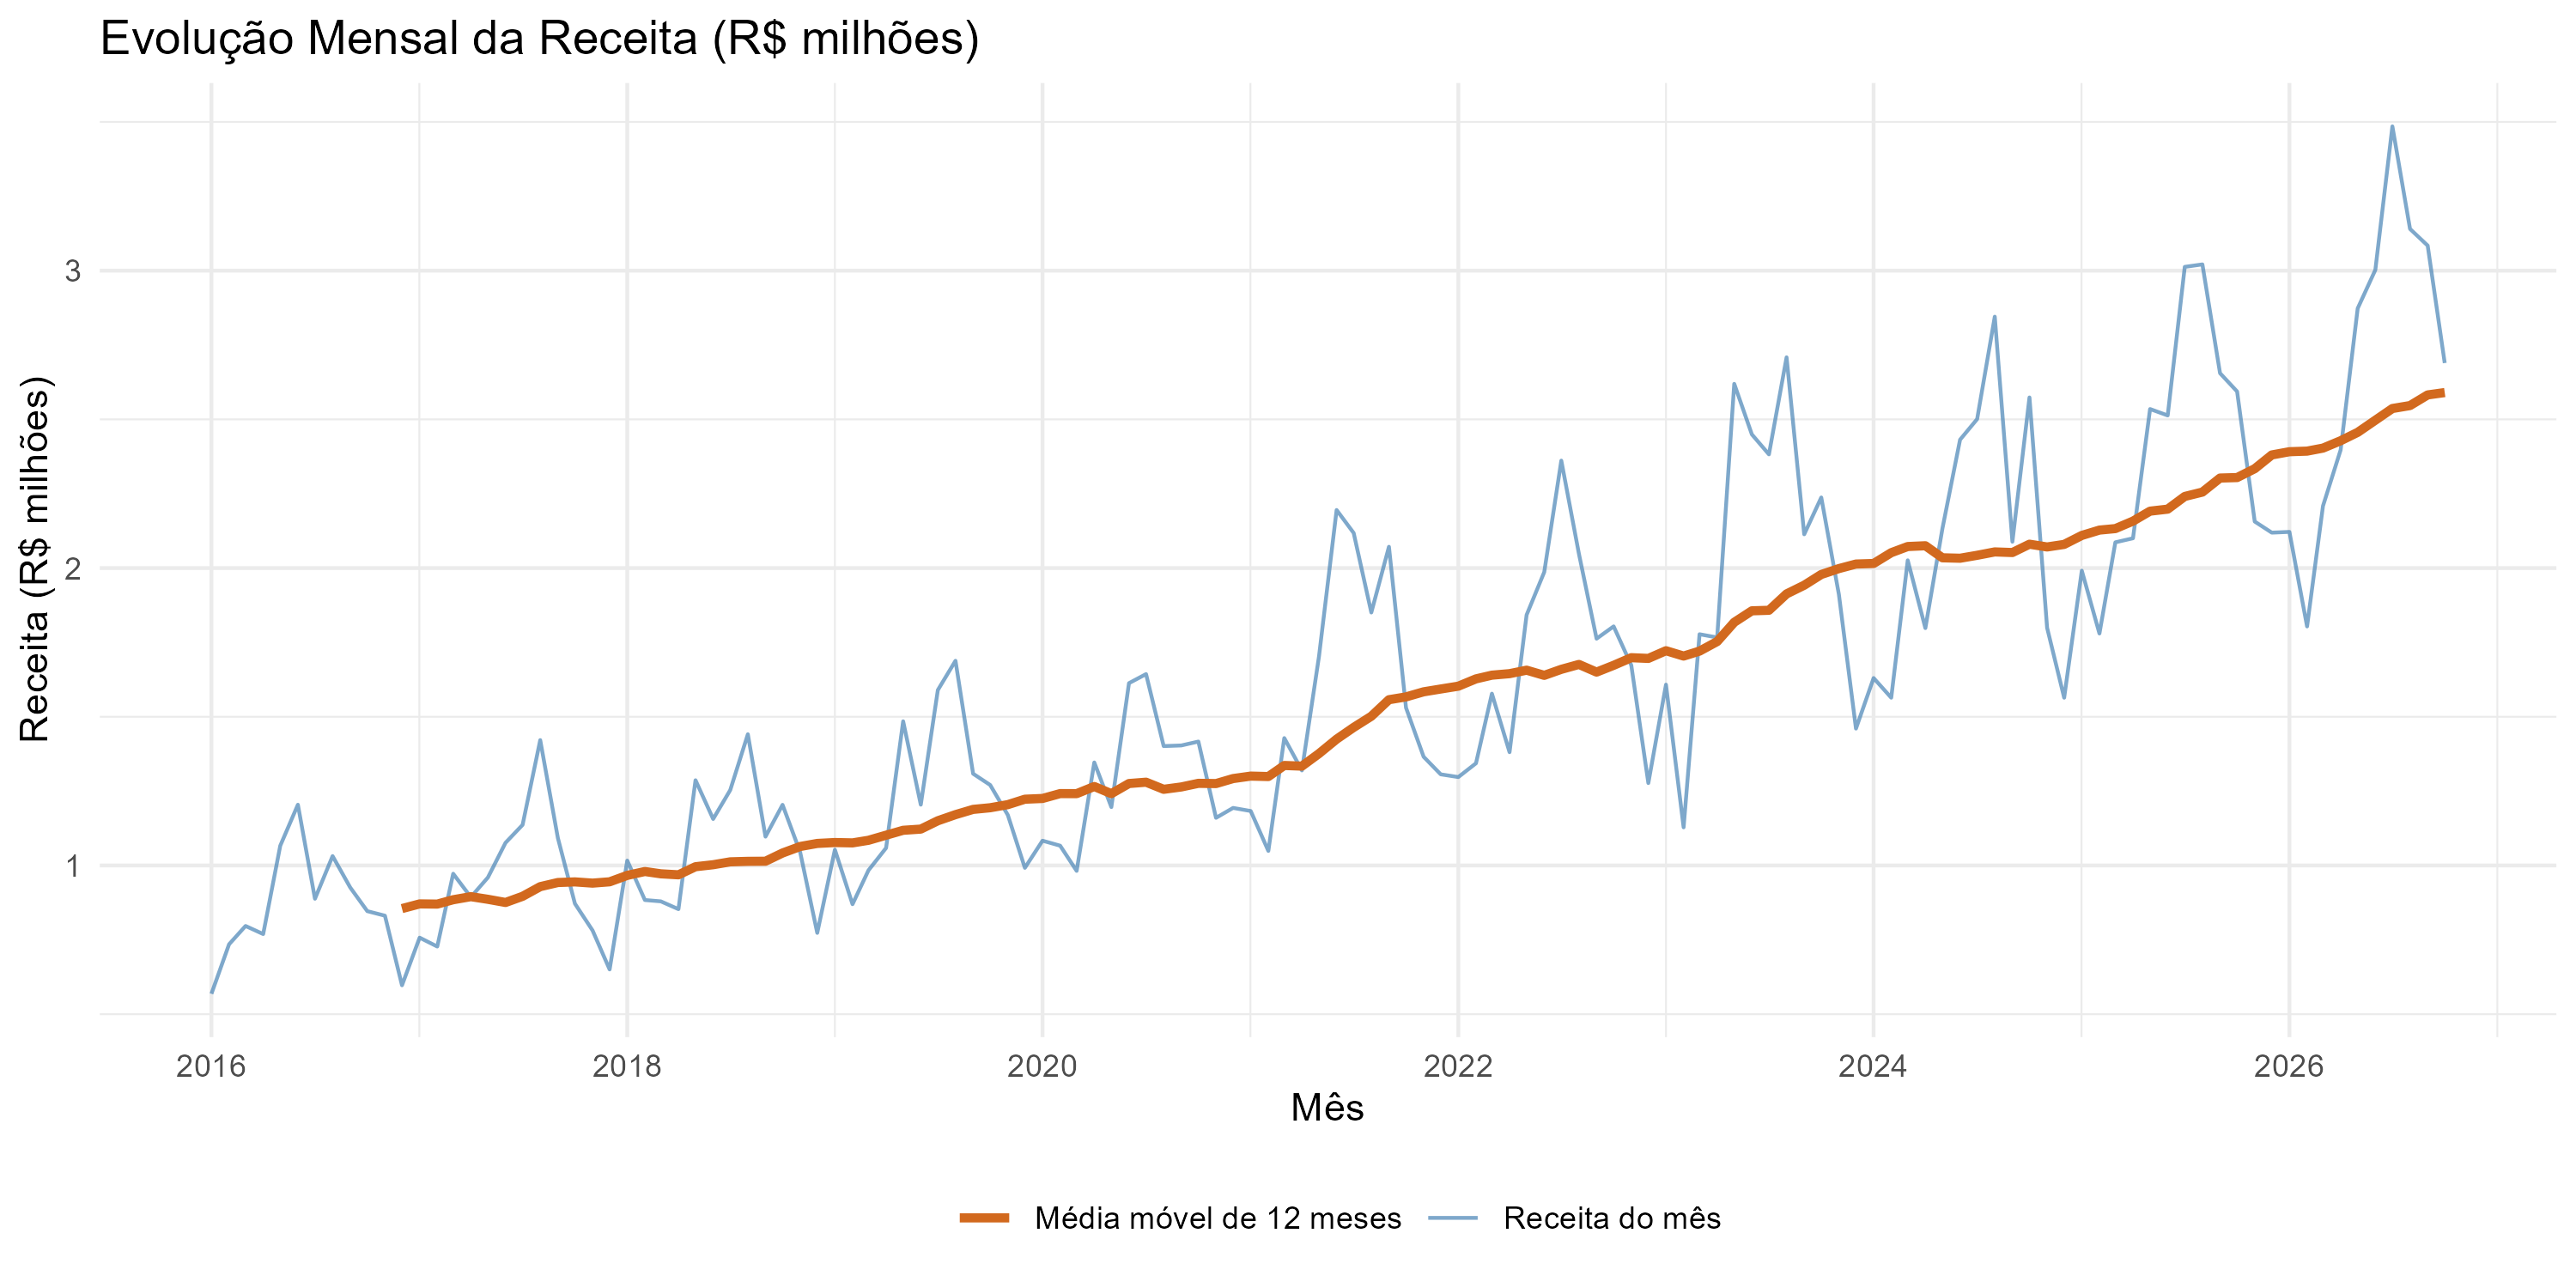 Evolução Mensal da Receita (R$ milhões)
Receita (R$ milhões)
3
2
1
2016 2018 2020 2022 2024 2026
Mês
Média móvel de 12 meses Receita do mês